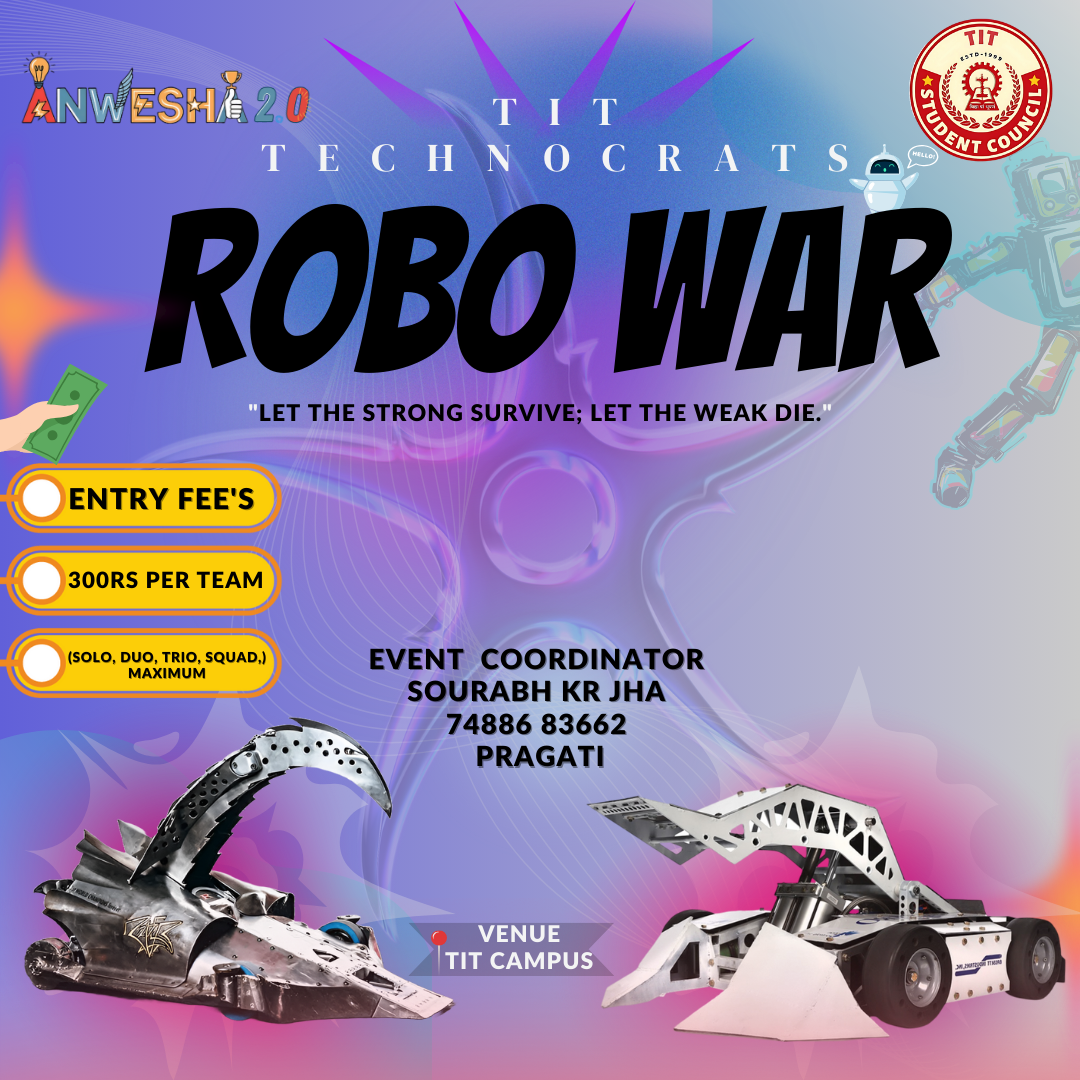 ANWESHA 2 0
TIT
ESTD-1999
STUDENT COUNCIL
TIT
TECHNOCRATS
HELLO!
ROBO WAR
"LET THE STRONG SURVIVE; LET THE WEAK DIE."
ENTRY FEE'S
300RS PER TEAM
(SOLO, DUO, TRIO, SQUAD,)
MAXIMUM
EVENT COORDINATOR
SOURABH KR JHA
74886 83662
PRAGATI
VENUE
TIT CAMPUS